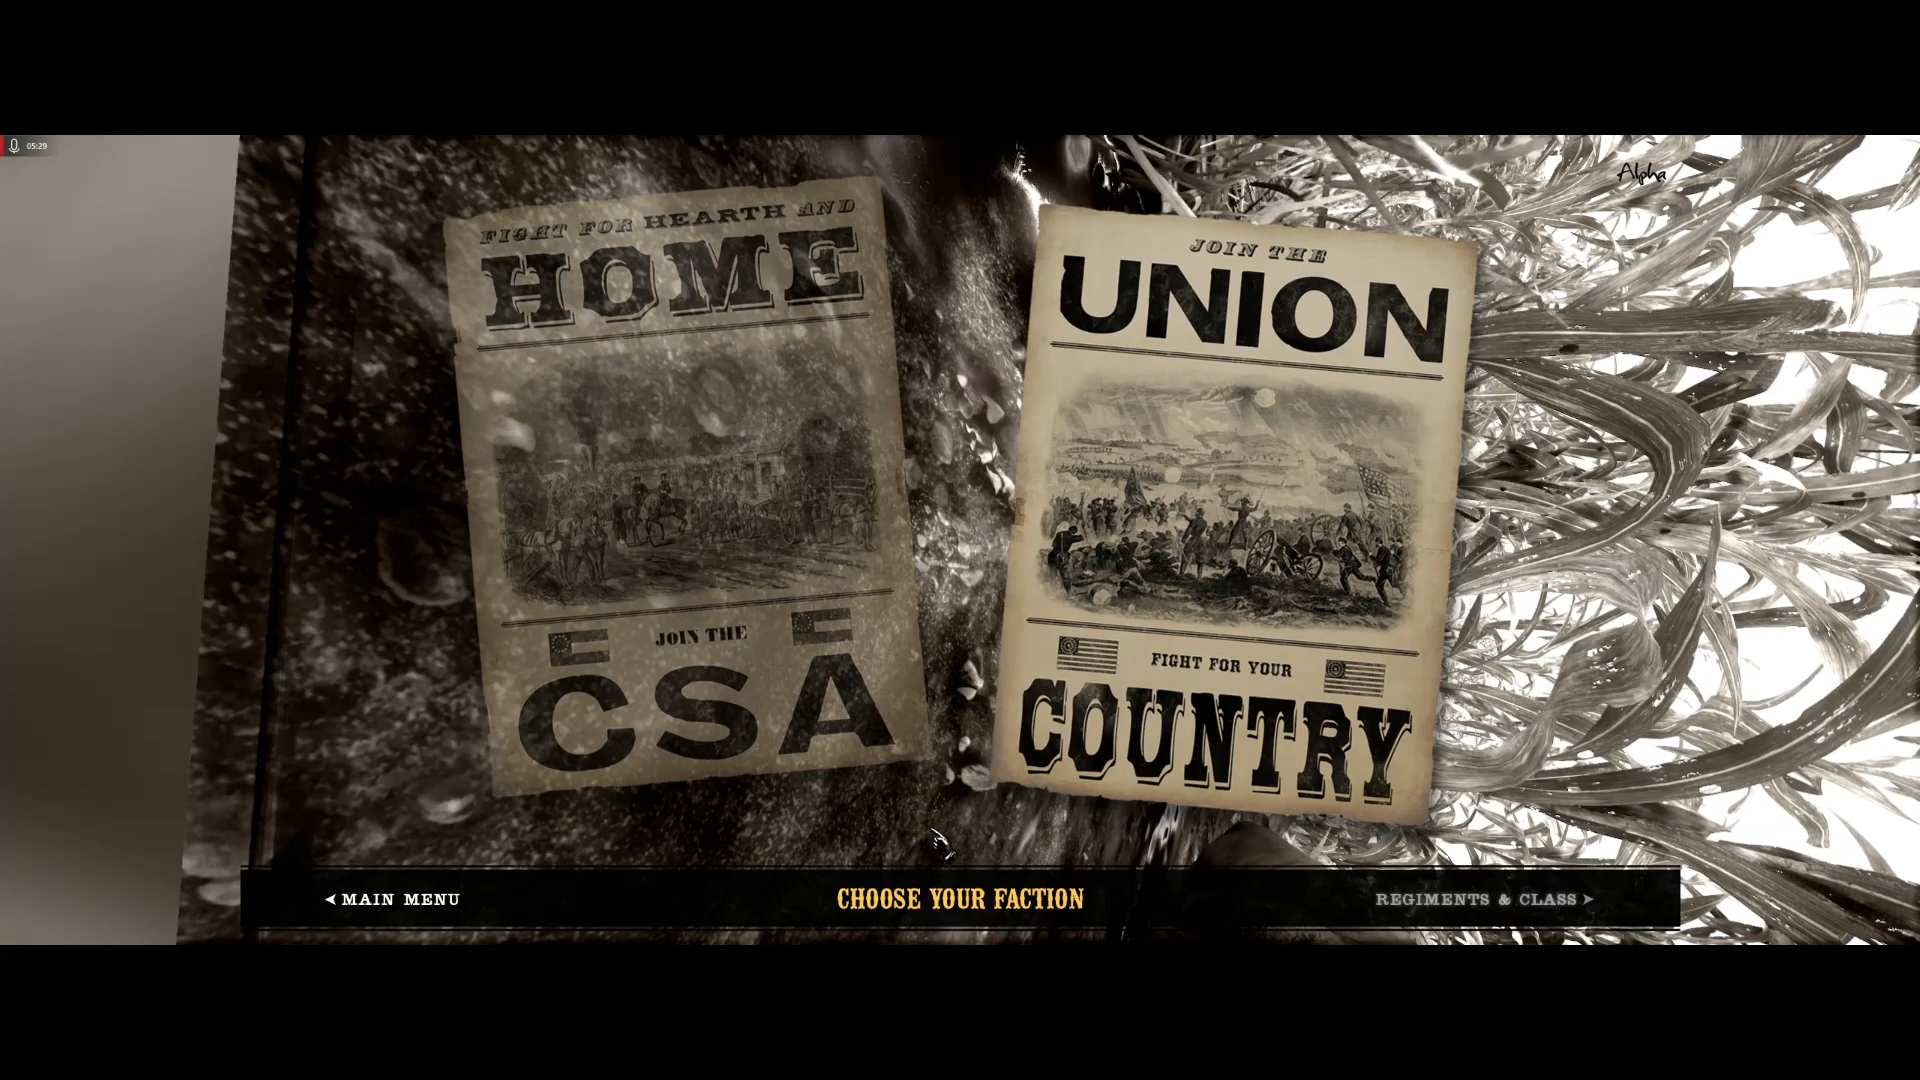 05:29
Alpha
FIGHT FOR HEARTH AND
HOME
JOIN THE
CSA
JOIN THE
UNION
FIGHT FOR YOUR
COUNTRY
MAIN MENU
CHOOSE YOUR FACTION
REGIMENTS & CLASS